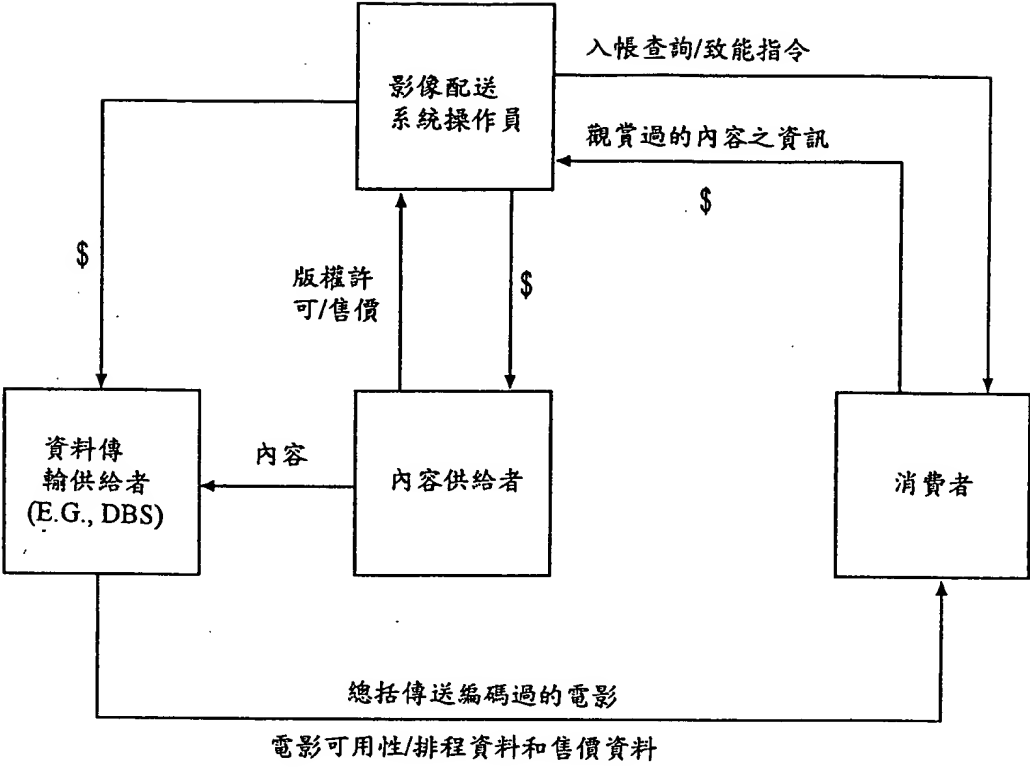 入帳查詢/致能指令
影像配送
系統操作員
觀賞過的內容之資訊
$
$
版權許
可/售價
$
資料傳
輸供給者
(E.G., DBS)
內容
內容供給者
消費者
總括傳送編碼過的電影
電影可用性/排程資料和售價資料